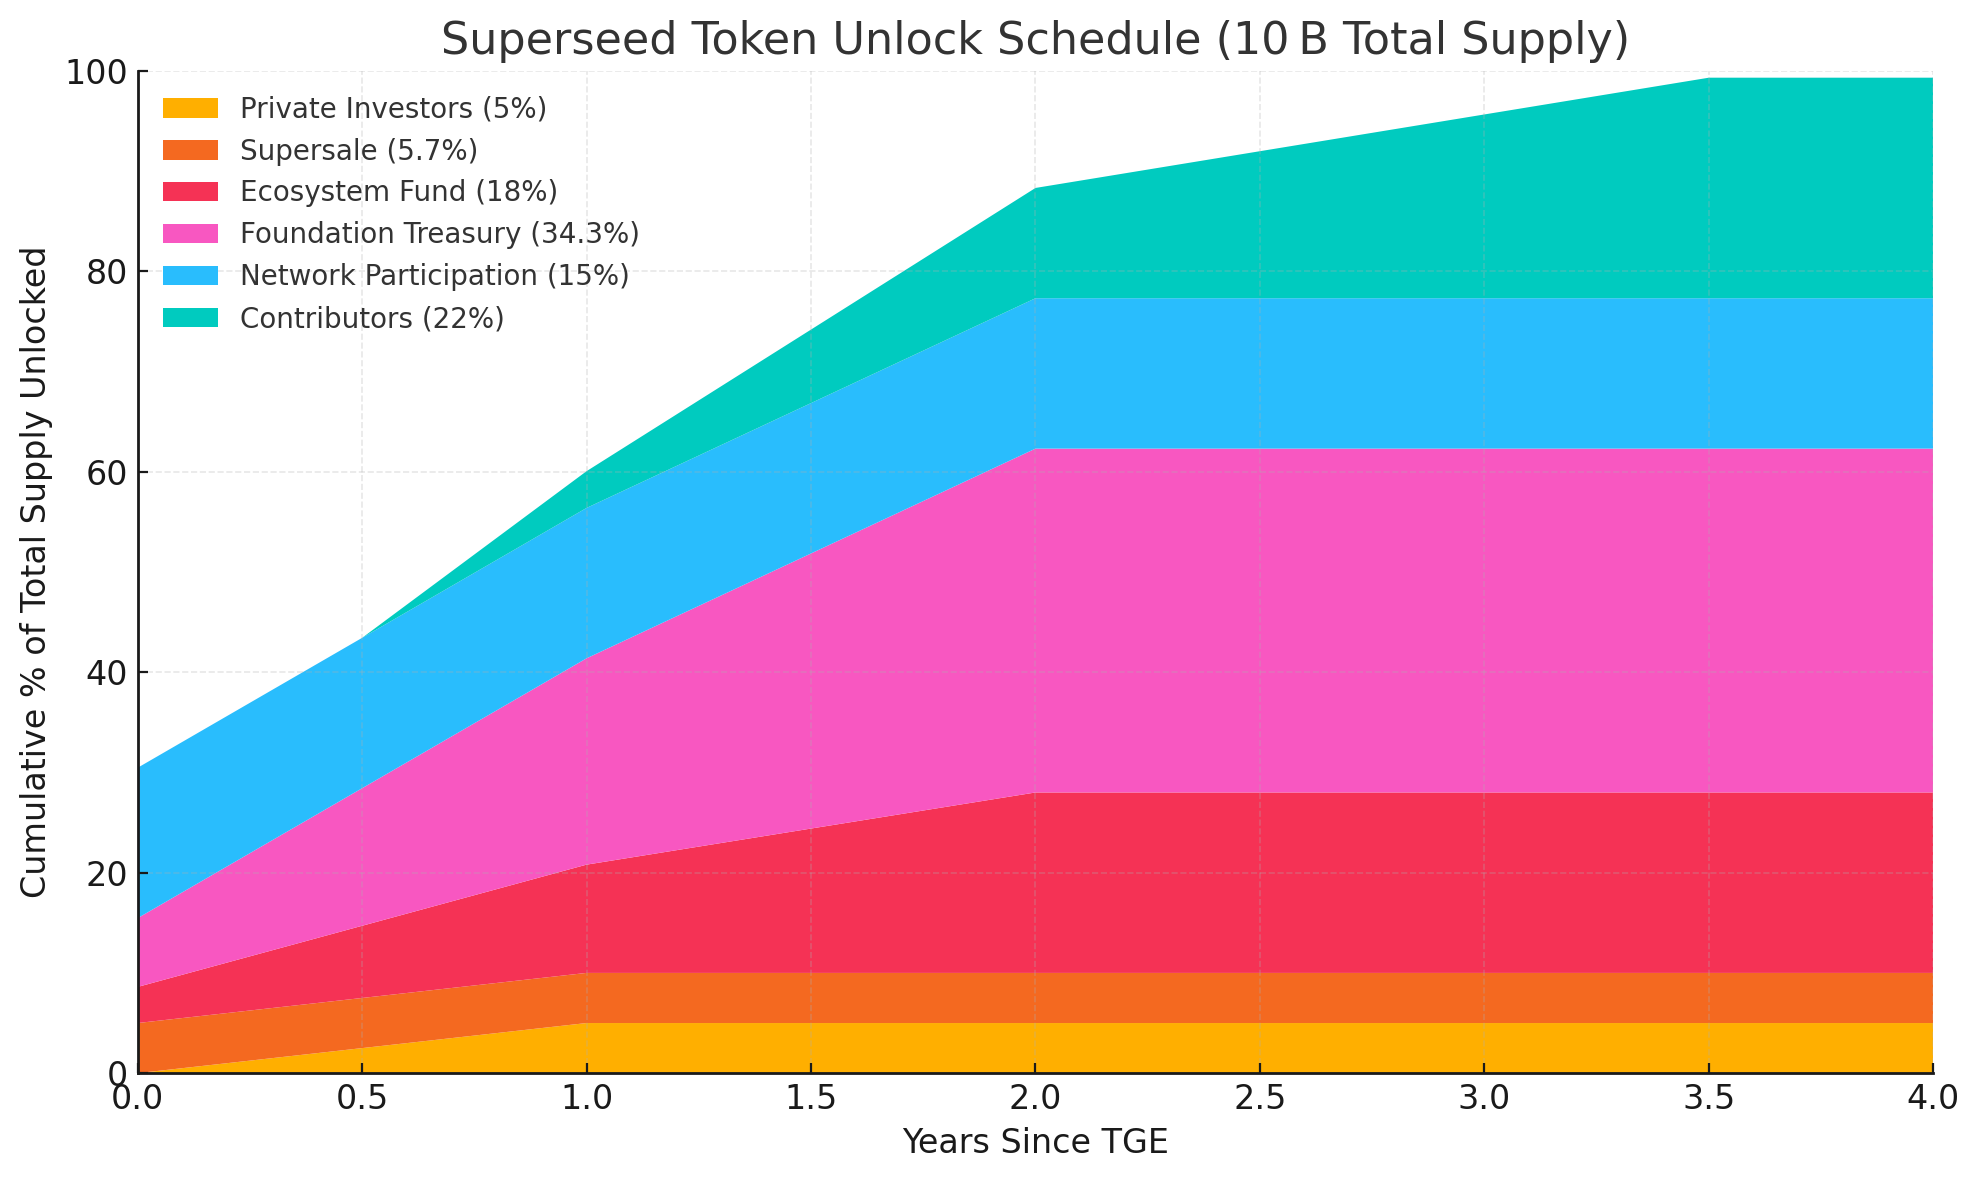 Superseed Token Unlock Schedule (10 B Total Supply)
Cumulative % of Total Supply Unlocked
100
80
60
40
20
0
Private Investors (5%)
Supersale (5.7%)
Ecosystem Fund (18%)
Foundation Treasury (34.3%)
Network Participation (15%)
Contributors (22%)
0.0 0.5 1.0 1.5 2.0 2.5 3.0 3.5 4.0
Years Since TGE